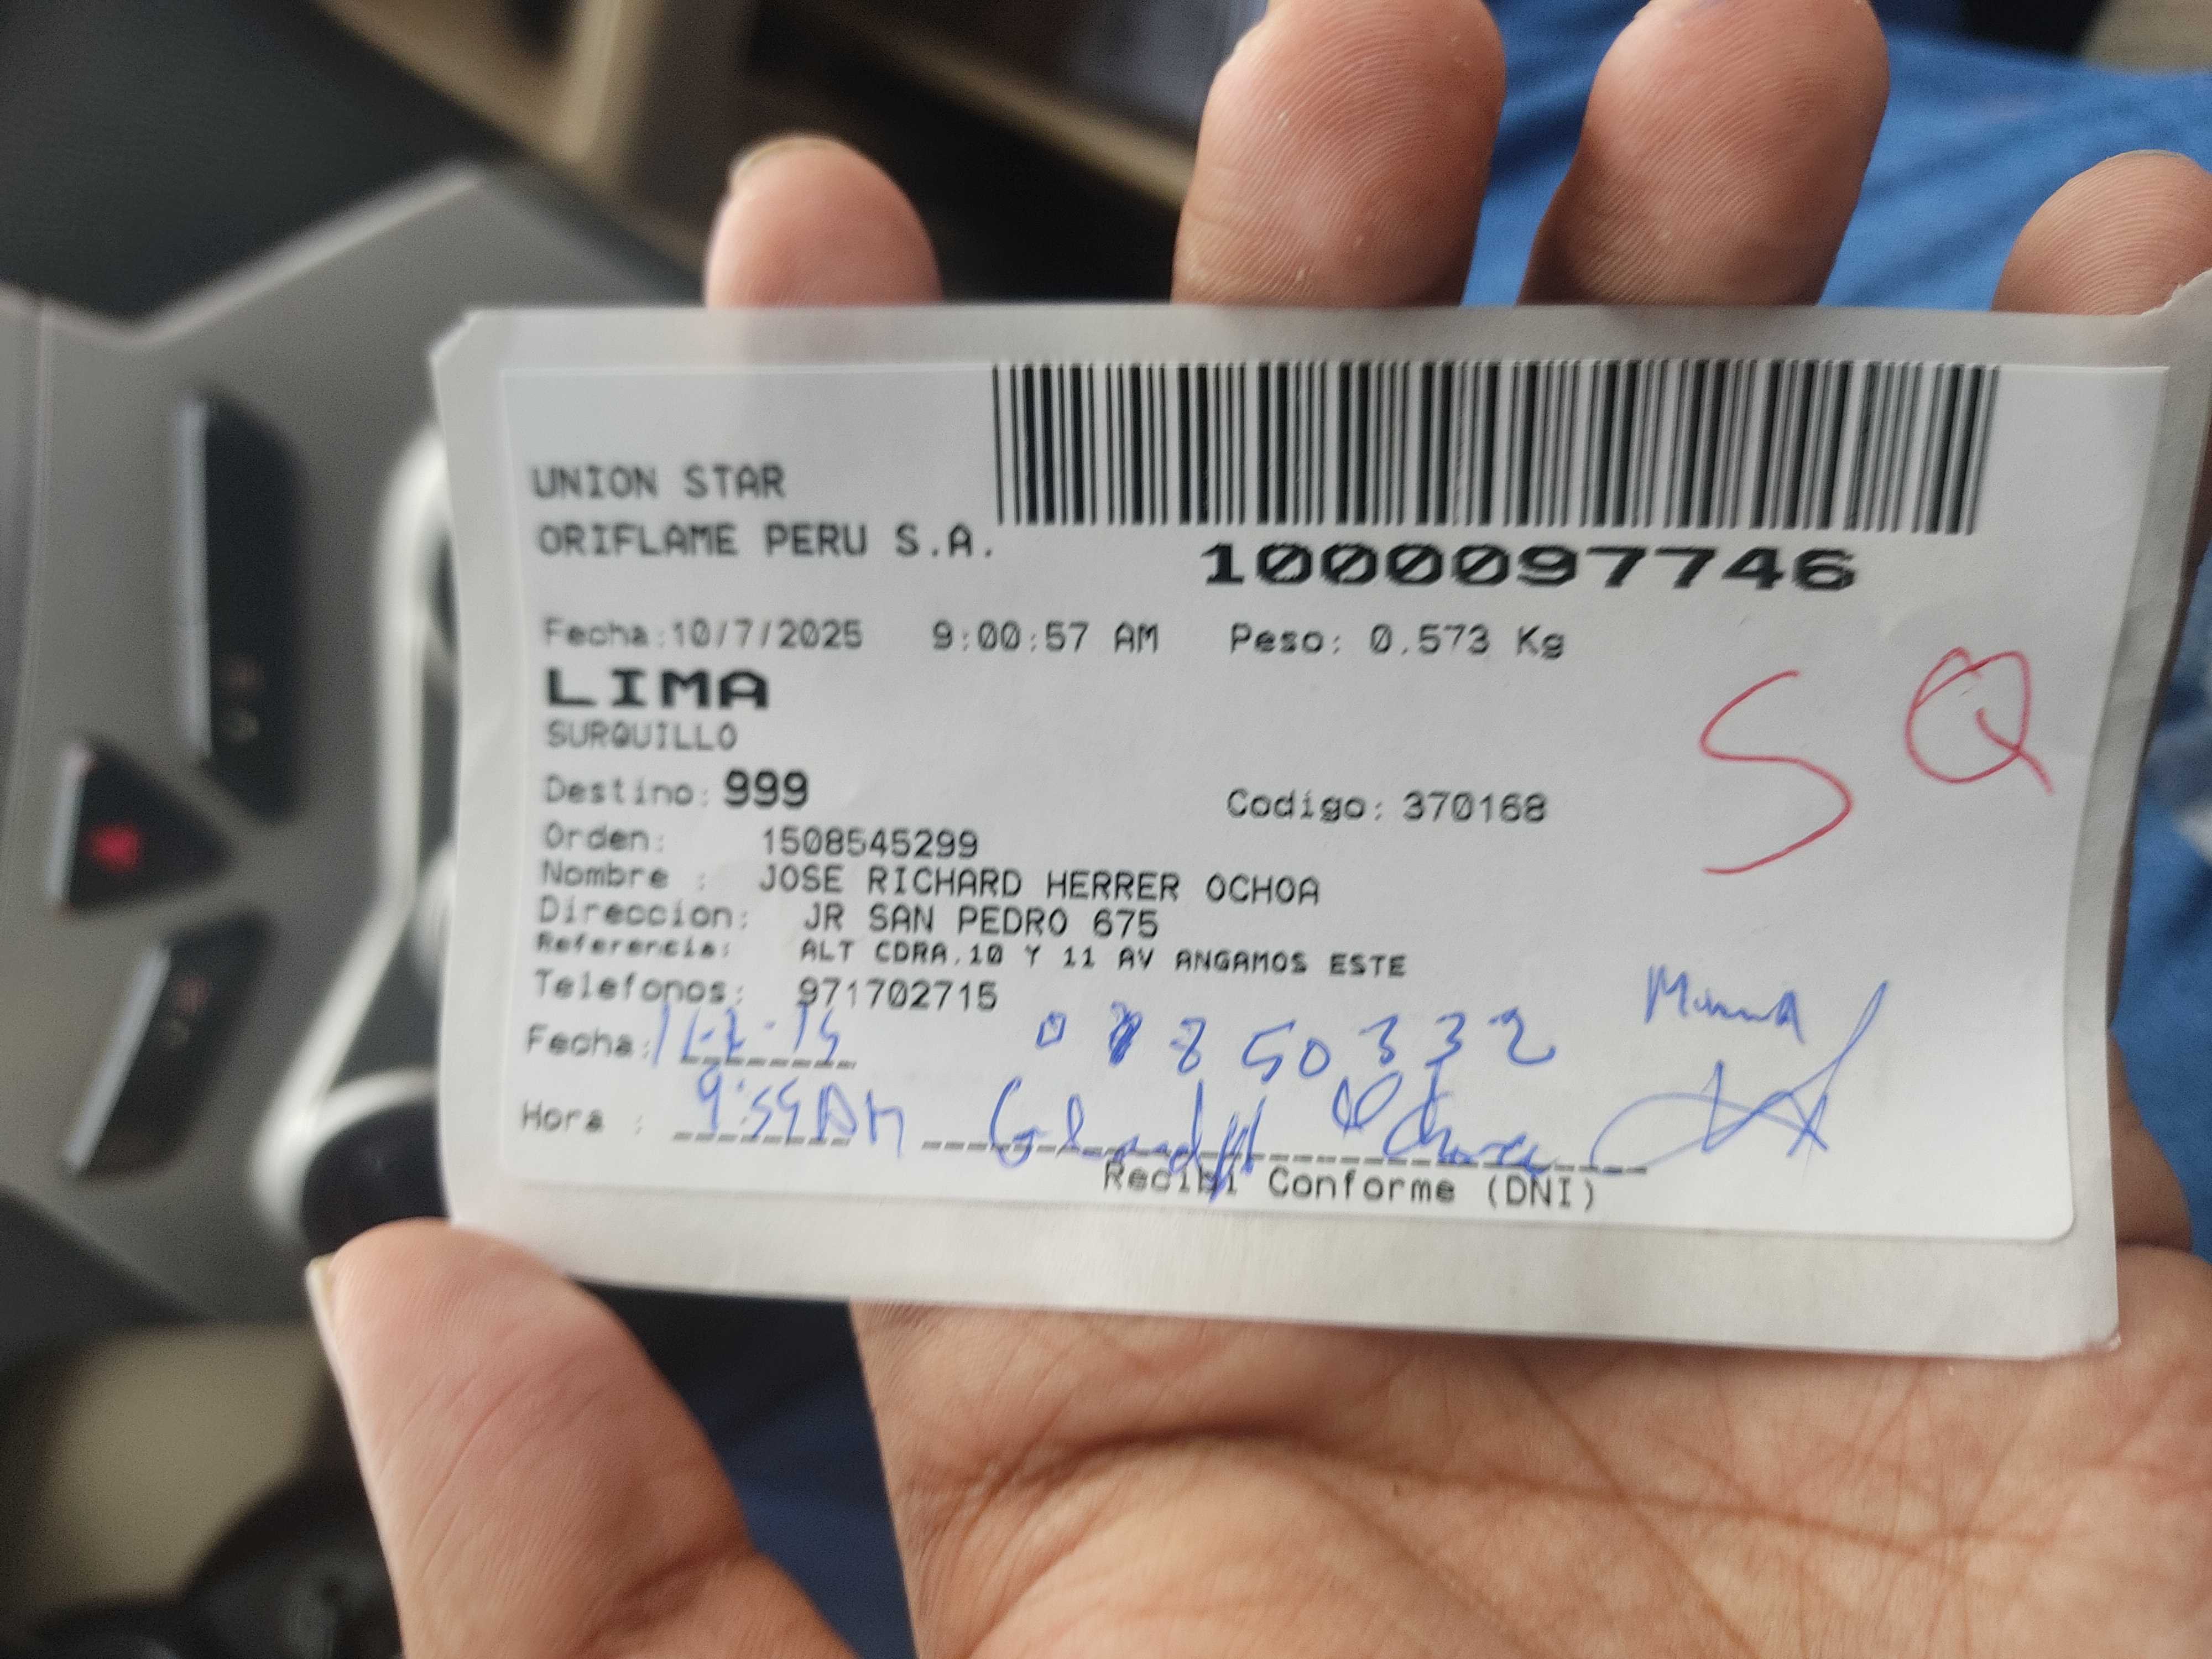 UNION STAR
ORIFLAME PERU S.A.
1000097746
Fecha:10/7/2025 9:00:57 AM Peso: 0.573 Kg
LIMA
SURQUILLO
S Q
Destino: 999 Codigo: 370168
Orden: 1508545299
Nombre : JOSE RICHARD HERRER OCHOA
Direccion: JR SAN PEDRO 675
Referencia: ALT CDRA.10 Y 11 AV ANGAMOS ESTE
Telefonos: 971702715
Fecha:
Hora :
Recibi Conforme (DNI)